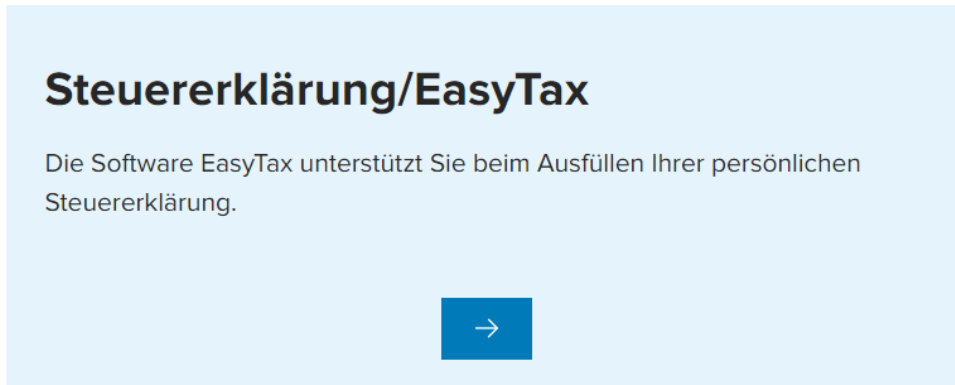 Steuererklärung/EasyTax
Die Software EasyTax unterstützt Sie beim Ausfüllen Ihrer persönlichen
Steuererklärung.